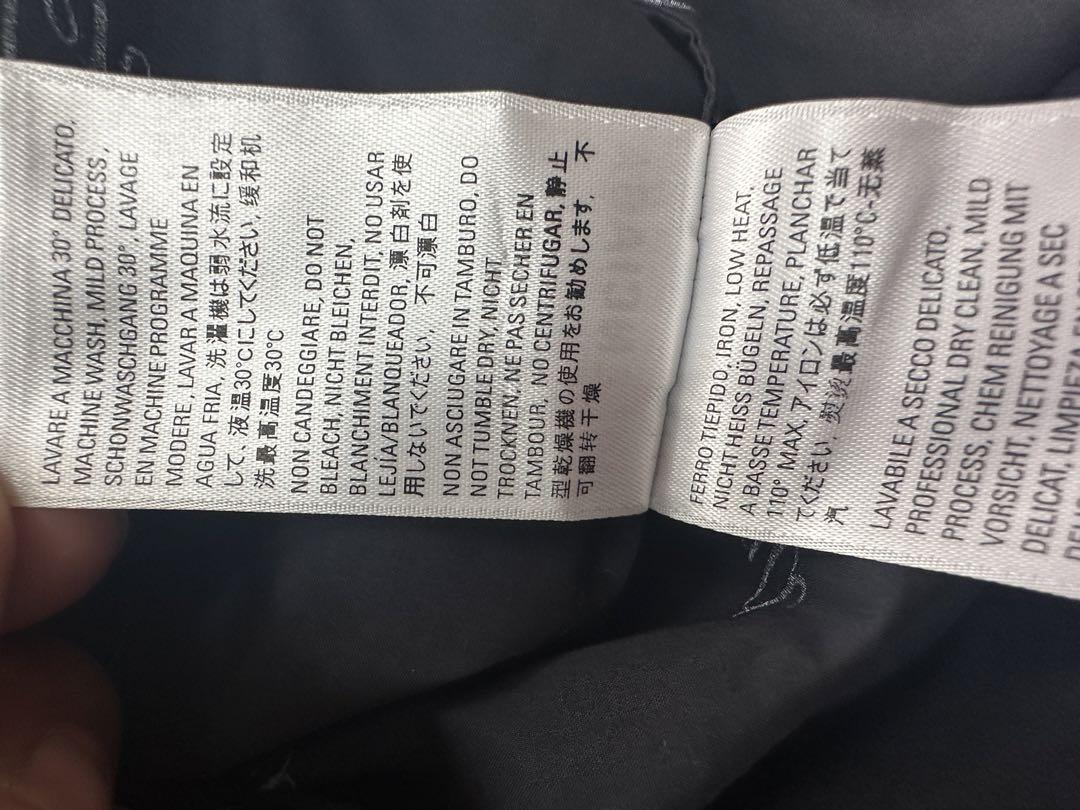 LAVARE A MACCHINA 30° DELICATO,
MACHINE WASH, MILD PROCESS,
SCHONWASCHGANG 30°, LAVAGE
EN MACHINE PROGRAMME
MODERE, LAVAR A MAQUINA EN
AGUA FRIA, 洗濯機は弱水流に設定
して、液温30℃にしてください, 缓和机
洗最高温度30℃
NON CANDEGGIARE, DO NOT
BLEACH, NICHT BLEICHEN,
BLANCHIMENT INTERDIT, NO USAR
LEJÍA/BLANQUEADOR,漂白剤を使
用しないでください, 不可漂白
NON ASCIUGARE IN TAMBURO, DO
NOT TUMBLE DRY, NICHT
TROCKNEN, NE PAS SECHER EN
TAMBOUR, NO CENTRIFUGAR, 静止
型乾燥機の使用をお勧めします, 不
可翻转干燥
FERRO TIEPIDO, IRON, LOW HEAT,
NICHT HEISS BÜGELN, REPASSAGE
A BASSE TEMPERATURE, PLANCHAR
110° MAX, アイロンは必ず低温で当て
てください, 熨烫最高温度110℃-无蒸
汽
LAVABILE A SECCO DELICATO,
PROFESSIONAL DRY CLEAN, MILD
PROCESS, CHEM REINIGUNG MIT
VORSICHT NETTOYAGE A SEC
DELICAT, LIMPIEZA